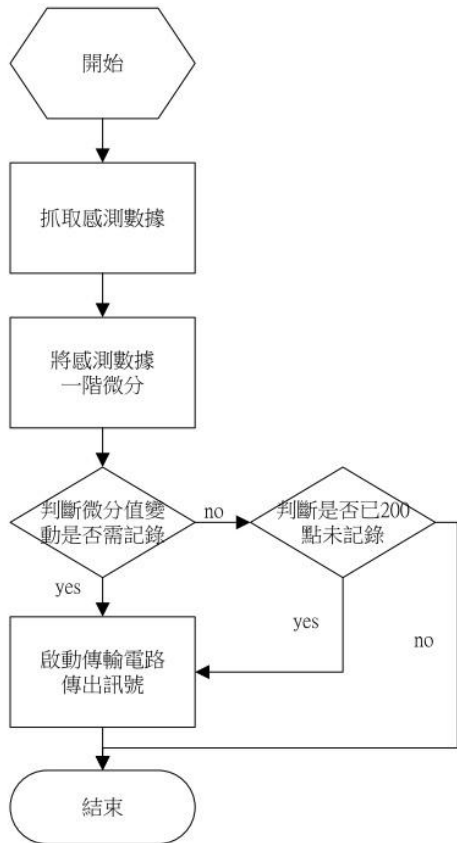 開始
抓取感測數據
將感測數據
一階微分
判斷微分值變
動是否需記錄
no
判斷是否已200
點未記錄
yes
yes
no
啟動傳輸電路
傳出訊號
結束